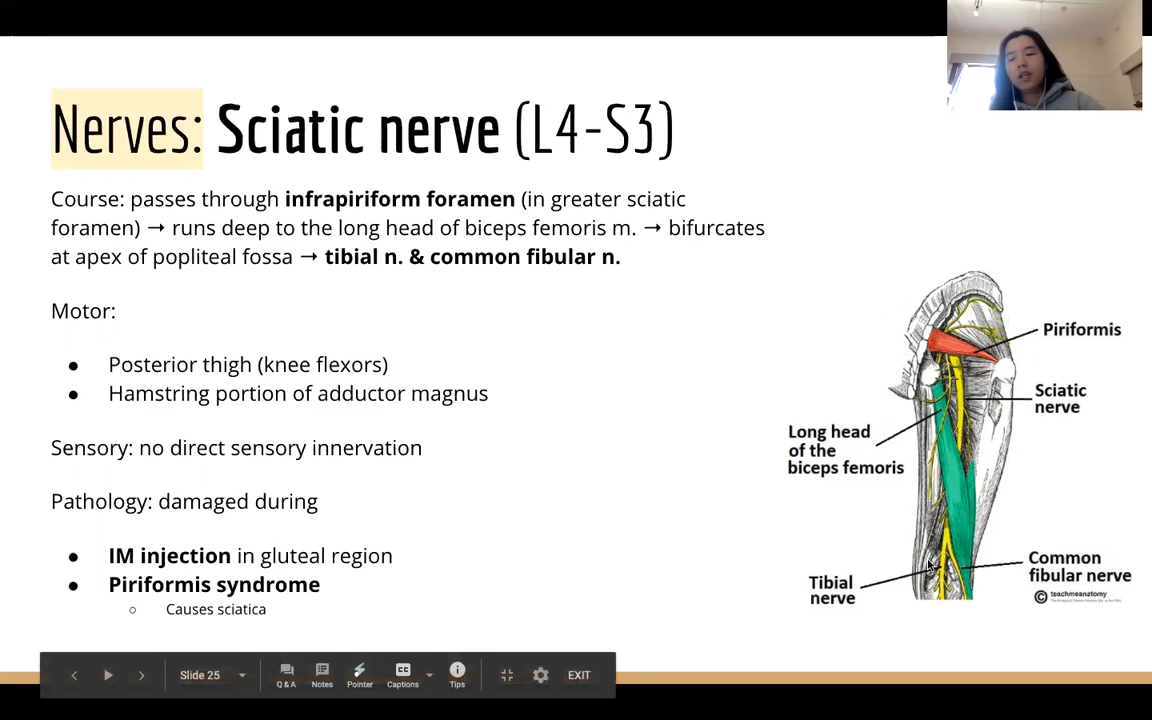 Nerves: Sciatic nerve (L4-S3)
Course: passes through infrapiriform foramen (in greater sciatic
foramen) → runs deep to the long head of biceps femoris m. → bifurcates
at apex of popliteal fossa → tibial n. & common fibular n.
Motor:
● Posterior thigh (knee flexors)
● Hamstring portion of adductor magnus
Sensory: no direct sensory innervation
Pathology: damaged during
● IM injection in gluteal region
● Piriformis syndrome
○ Causes sciatica
Piriformis
Sciatic
nerve
Long head
of the
biceps femoris
Common
fibular nerve
Tibial
nerve
© teachmeanatomy
Slide 25
Q & A
Notes
Pointer
CC
Captions
Tips
EXIT